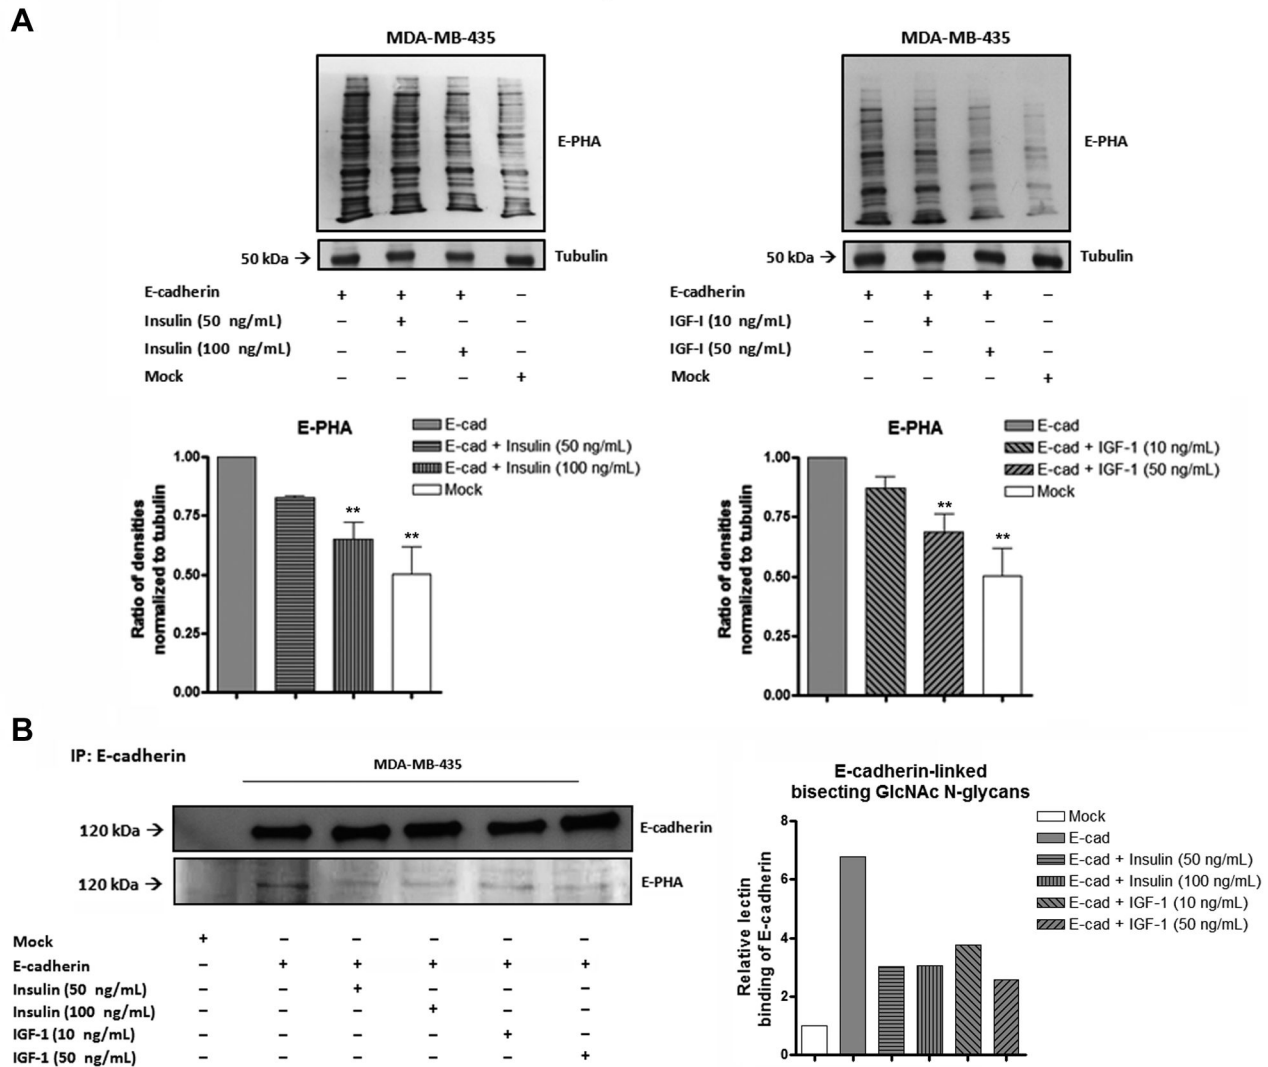 A
MDA-MB-435
E-PHA
50 kDa → Tubulin
E-cadherin + + + –
Insulin (50 ng/mL) – + – –
Insulin (100 ng/mL) – – + –
Mock – – – +
MDA-MB-435
E-PHA
50 kDa → Tubulin
E-cadherin + + + –
IGF-I (10 ng/mL) – + – –
IGF-I (50 ng/mL) – – + –
Mock – – – +
E-PHA
E-cad
E-cad + Insulin (50 ng/mL)
E-cad + Insulin (100 ng/mL)
Mock
Ratio of densities
normalized to tubulin
1.00
0.75
0.50
0.25
0.00
**
**
E-PHA
E-cad
E-cad + IGF-1 (10 ng/mL)
E-cad + IGF-1 (50 ng/mL)
Mock
Ratio of densities
normalized to tubulin
1.00
0.75
0.50
0.25
0.00
**
**
B
IP: E-cadherin
MDA-MB-435
120 kDa → E-cadherin
120 kDa → E-PHA
Mock + – – – – –
E-cadherin – + + + + +
Insulin (50 ng/mL) – – + – – –
Insulin (100 ng/mL) – – – + – –
IGF-1 (10 ng/mL) – – – – + –
IGF-1 (50 ng/mL) – – – – – +
E-cadherin-linked
bisecting GlcNAc N-glycans
Relative lectin
binding of E-cadherin
8
6
4
2
0
Mock
E-cad
E-cad + Insulin (50 ng/mL)
E-cad + Insulin (100 ng/mL)
E-cad + IGF-1 (10 ng/mL)
E-cad + IGF-1 (50 ng/mL)